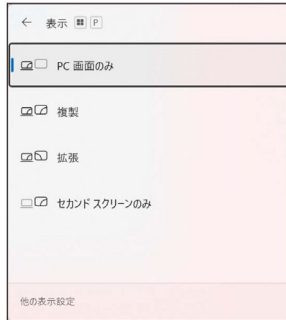 ← 表示 P
PC 画面のみ
複製
拡張
セカンド スクリーンのみ
他の表示設定